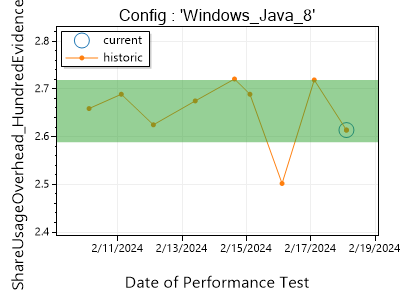 Config : 'Windows_Java_8'
current
historic
2.8
2.7
2.6
2.5
2.4
ShareUsageOverhead_HundredEvidence
2/11/2024 2/13/2024 2/15/2024 2/17/2024 2/19/2024
Date of Performance Test